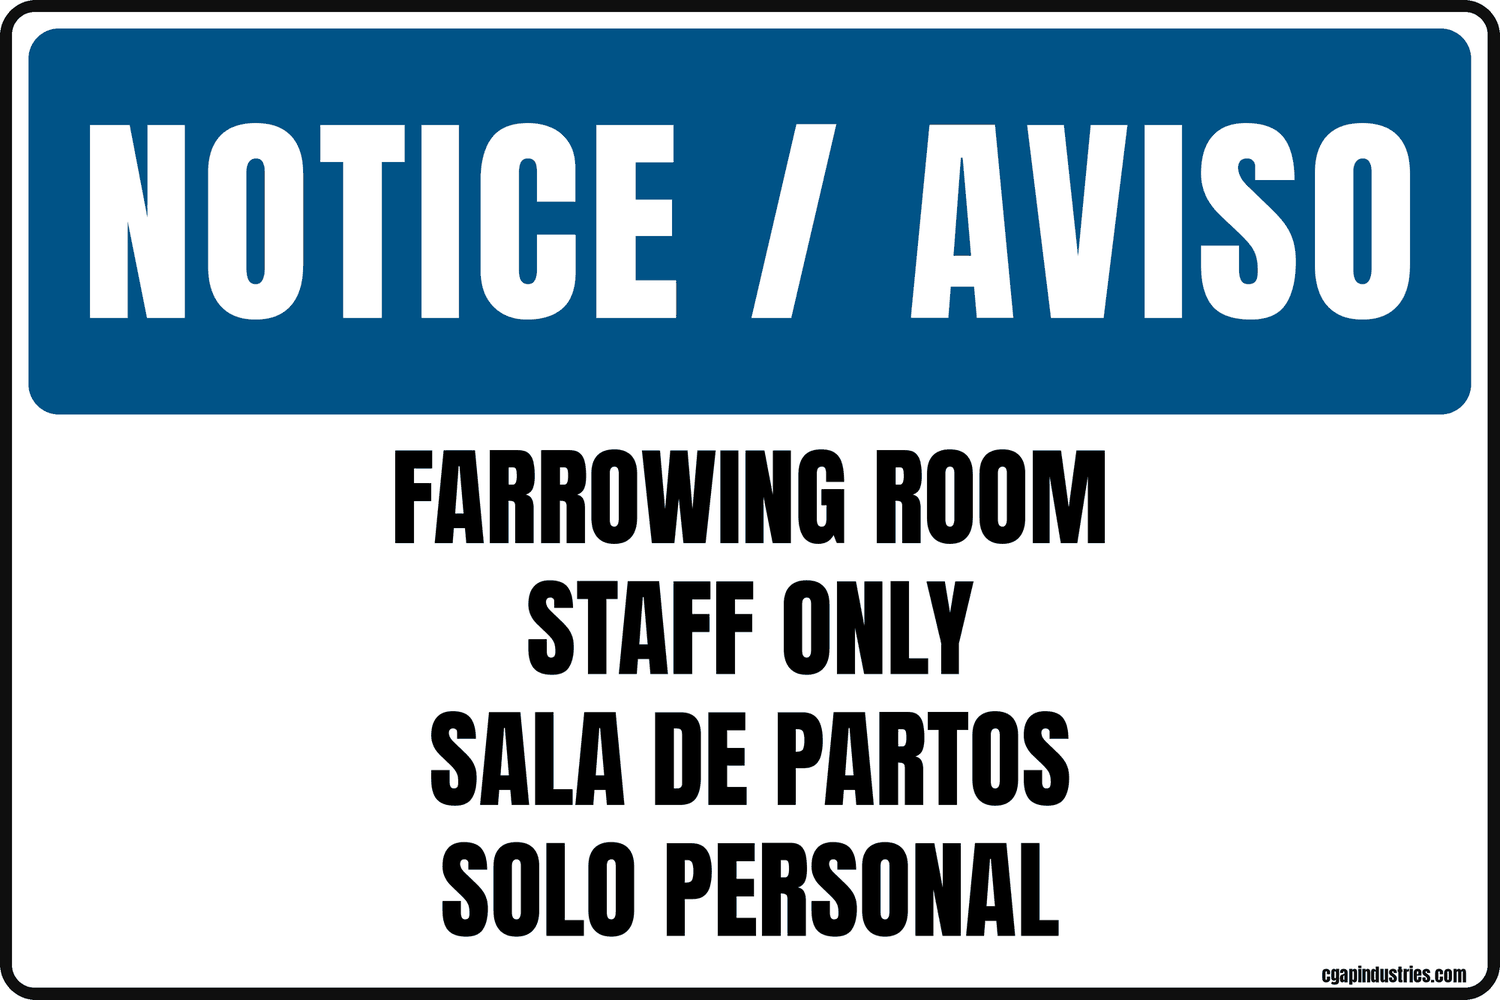 NOTICE / AVISO
FARROWING ROOM
STAFF ONLY
SALA DE PARTOS
SOLO PERSONAL
cgapindustries.com